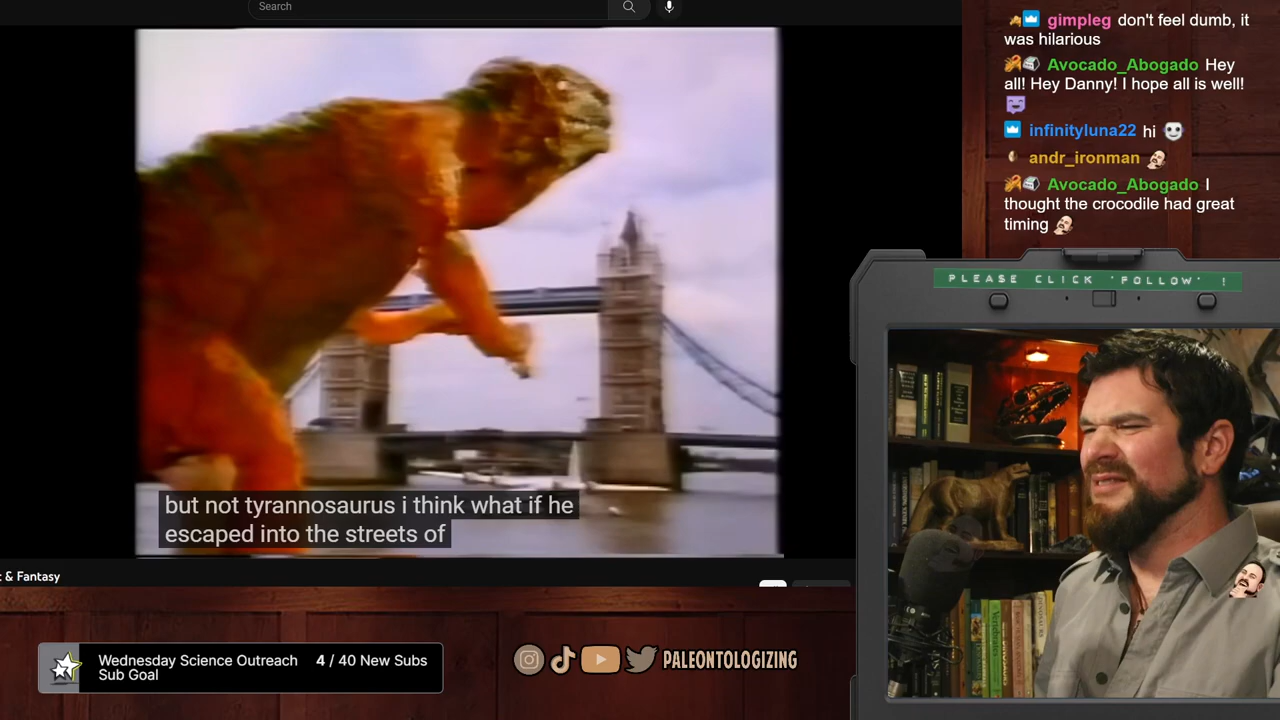 Search
but not tyrannosaurus i think what if he
escaped into the streets of
& Fantasy
gimpleg don't feel dumb, it
was hilarious
Avocado_Abogado Hey
all! Hey Danny! I hope all is well!
infinityluna22 hi
andr_ironman
Avocado_Abogado I
thought the crocodile had great
timing
PLEASE CLICK 'FOLLOW' !
Wednesday Science Outreach 4 / 40 New Subs
Sub Goal
PALEONTOLOGIZING